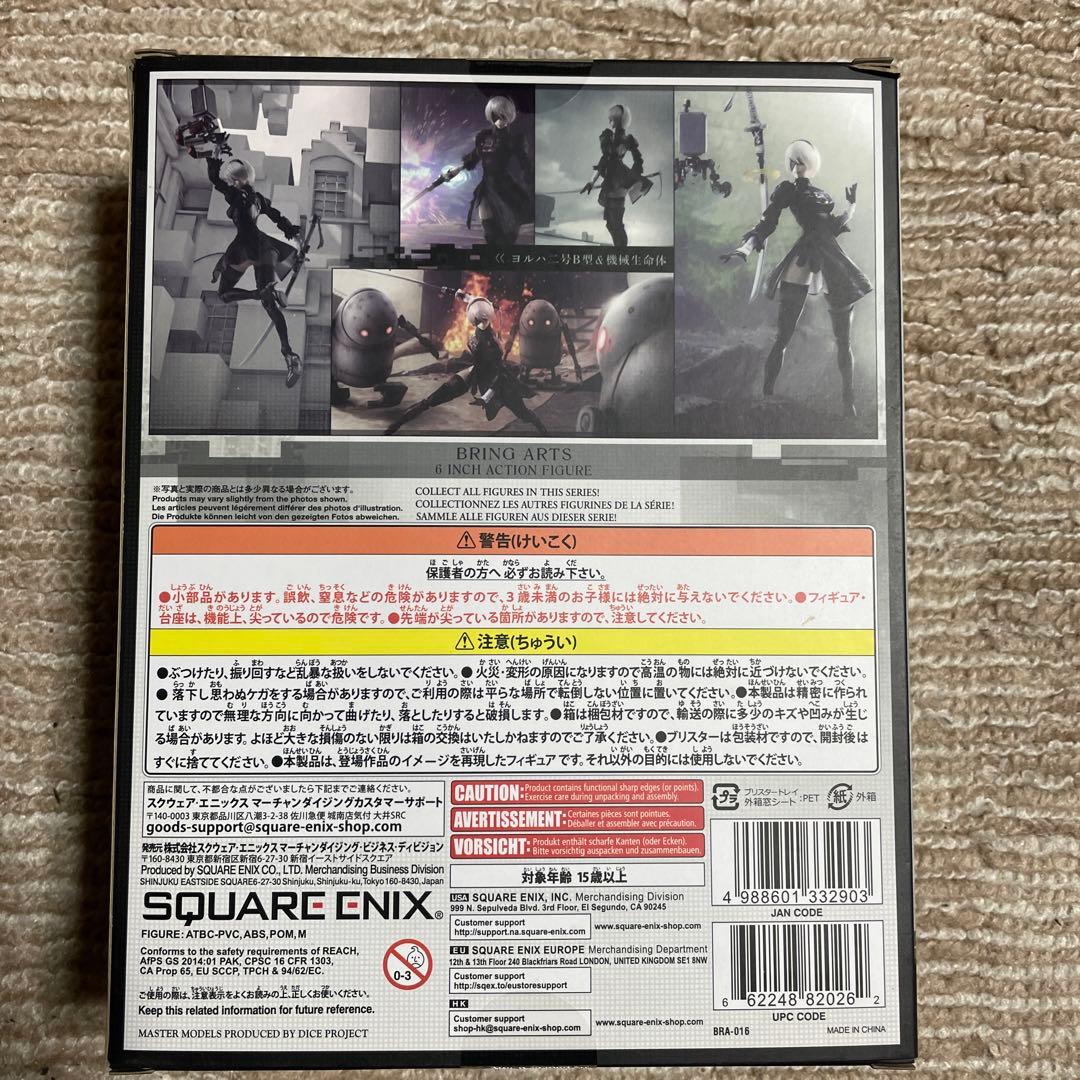 << ヨルハ二号B型&機械生命体
BRING ARTS
6 INCH ACTION FIGURE
※写真と実際の商品とは多少異なる場合がございます。
Products may vary slightly from the photos shown.
Les articles peuvent légérement différer des photos d'illustration.
Die Produkte können leicht von den gezeigten Fotos abweichen.
COLLECT ALL FIGURES IN THIS SERIES!
COLLECTIONNEZ LES AUTRES FIGURINES DE LA SÉRIE!
SAMMLE ALLE FIGUREN AUS DIESER SERIE!
⚠警告(けいこく)
保護者の方へ 必ずお読み下さい。
●小部品があります。誤飲、窒息などの危険がありますので、3歳未満のお子様には絶対に与えないでください。●フィギュア・
台座は、機能上、尖っているので危険です。●先端が尖っている箇所がありますので、注意してください。
⚠注意(ちゅうい)
●ぶつけたり、振り回すなど乱暴な扱いをしないでください。●火災・変形の原因になりますので高温の物には絶対に近づけないでください。
●落下し思わぬケガをする場合がありますので、ご利用の際は平らな場所で転倒しない位置に置いてください。●本製品は精密に作られ
ていますので無理な方向に向かって曲げたり、落としたりすると破損します。●箱は梱包材ですので、輸送の際に多少のキズや凹みが生じ
る場合があります。よほど大きな損傷のない限りは箱の交換はいたしかねますのでご了承ください。●ブリスターは包装材ですので、開封後は
すぐに捨ててください。●本製品は、登場作品のイメージを再現したフィギュアです。それ以外の目的には使用しないでください。
商品に関して、不都合な点がございましたら下記までご連絡ください。
スクウェア・エニックス マーチャンダイジングカスタマーサポート
〒140-0003 東京都品川区八潮3-2-38 佐川急便 城南店気付 大井SRC
goods-support@square-enix-shop.com
発売元 株式会社スクウェア・エニックス マーチャンダイジング・ビジネス・ディビジョン
〒160-8430 東京都新宿区新宿6-27-30 新宿イーストサイドスクエア
Produced by SQUARE ENIX CO., LTD. Merchandising Business Division
SHINJUKU EASTSIDE SQUARE6-27-30 Shinjuku, Shinjuku-ku, Tokyo 160-8430, Japan
SQUARE ENIX®
FIGURE: ATBC-PVC, ABS, POM, M
Conforms to the safety requirements of REACH,
AfPS GS 2014:01 PAK, CPSC 16 CFR 1303,
CA Prop 65, EU SCCP, TPCH & 94/62/EC.
0-3
ご使用の際は、注意表示をよくお読みの上、正しくお使いください。
Keep this related information for future reference.
MASTER MODELS PRODUCED BY DICE PROJECT
CAUTION: Product contains functional sharp edges (or points).
Exercise care during unpacking and assembly.
AVERTISSEMENT: Certaines pièces sont pointues.
Déballer et assembler avec précaution.
VORSICHT: Produkt enthält scharfe Kanten (oder Ecken).
Bitte vorsichtig auspacken und zusammenbauen.
対象年齢 15歳以上
USA SQUARE ENIX, INC. Merchandising Division
999 N. Sepulveda Blvd. 3rd Floor, El Segundo, CA 90245
Customer support
http://support.na.square-enix.com
www.square-enix-shop.com
EU SQUARE ENIX EUROPE Merchandising Department
12th & 13th Floor 240 Blackfriars Road LONDON, UNITED KINGDOM SE1 8NW
Customer support
http://sqex.to/eustoresupport
HK
Customer support
shop-hk@square-enix-shop.com
www.square-enix-shop.com
プラ
ブリスタートレイ
外箱窓シート:PET
紙
外箱
4 988601 332903
JAN CODE
6 62248 82026 2
UPC CODE
BRA-016
MADE IN CHINA